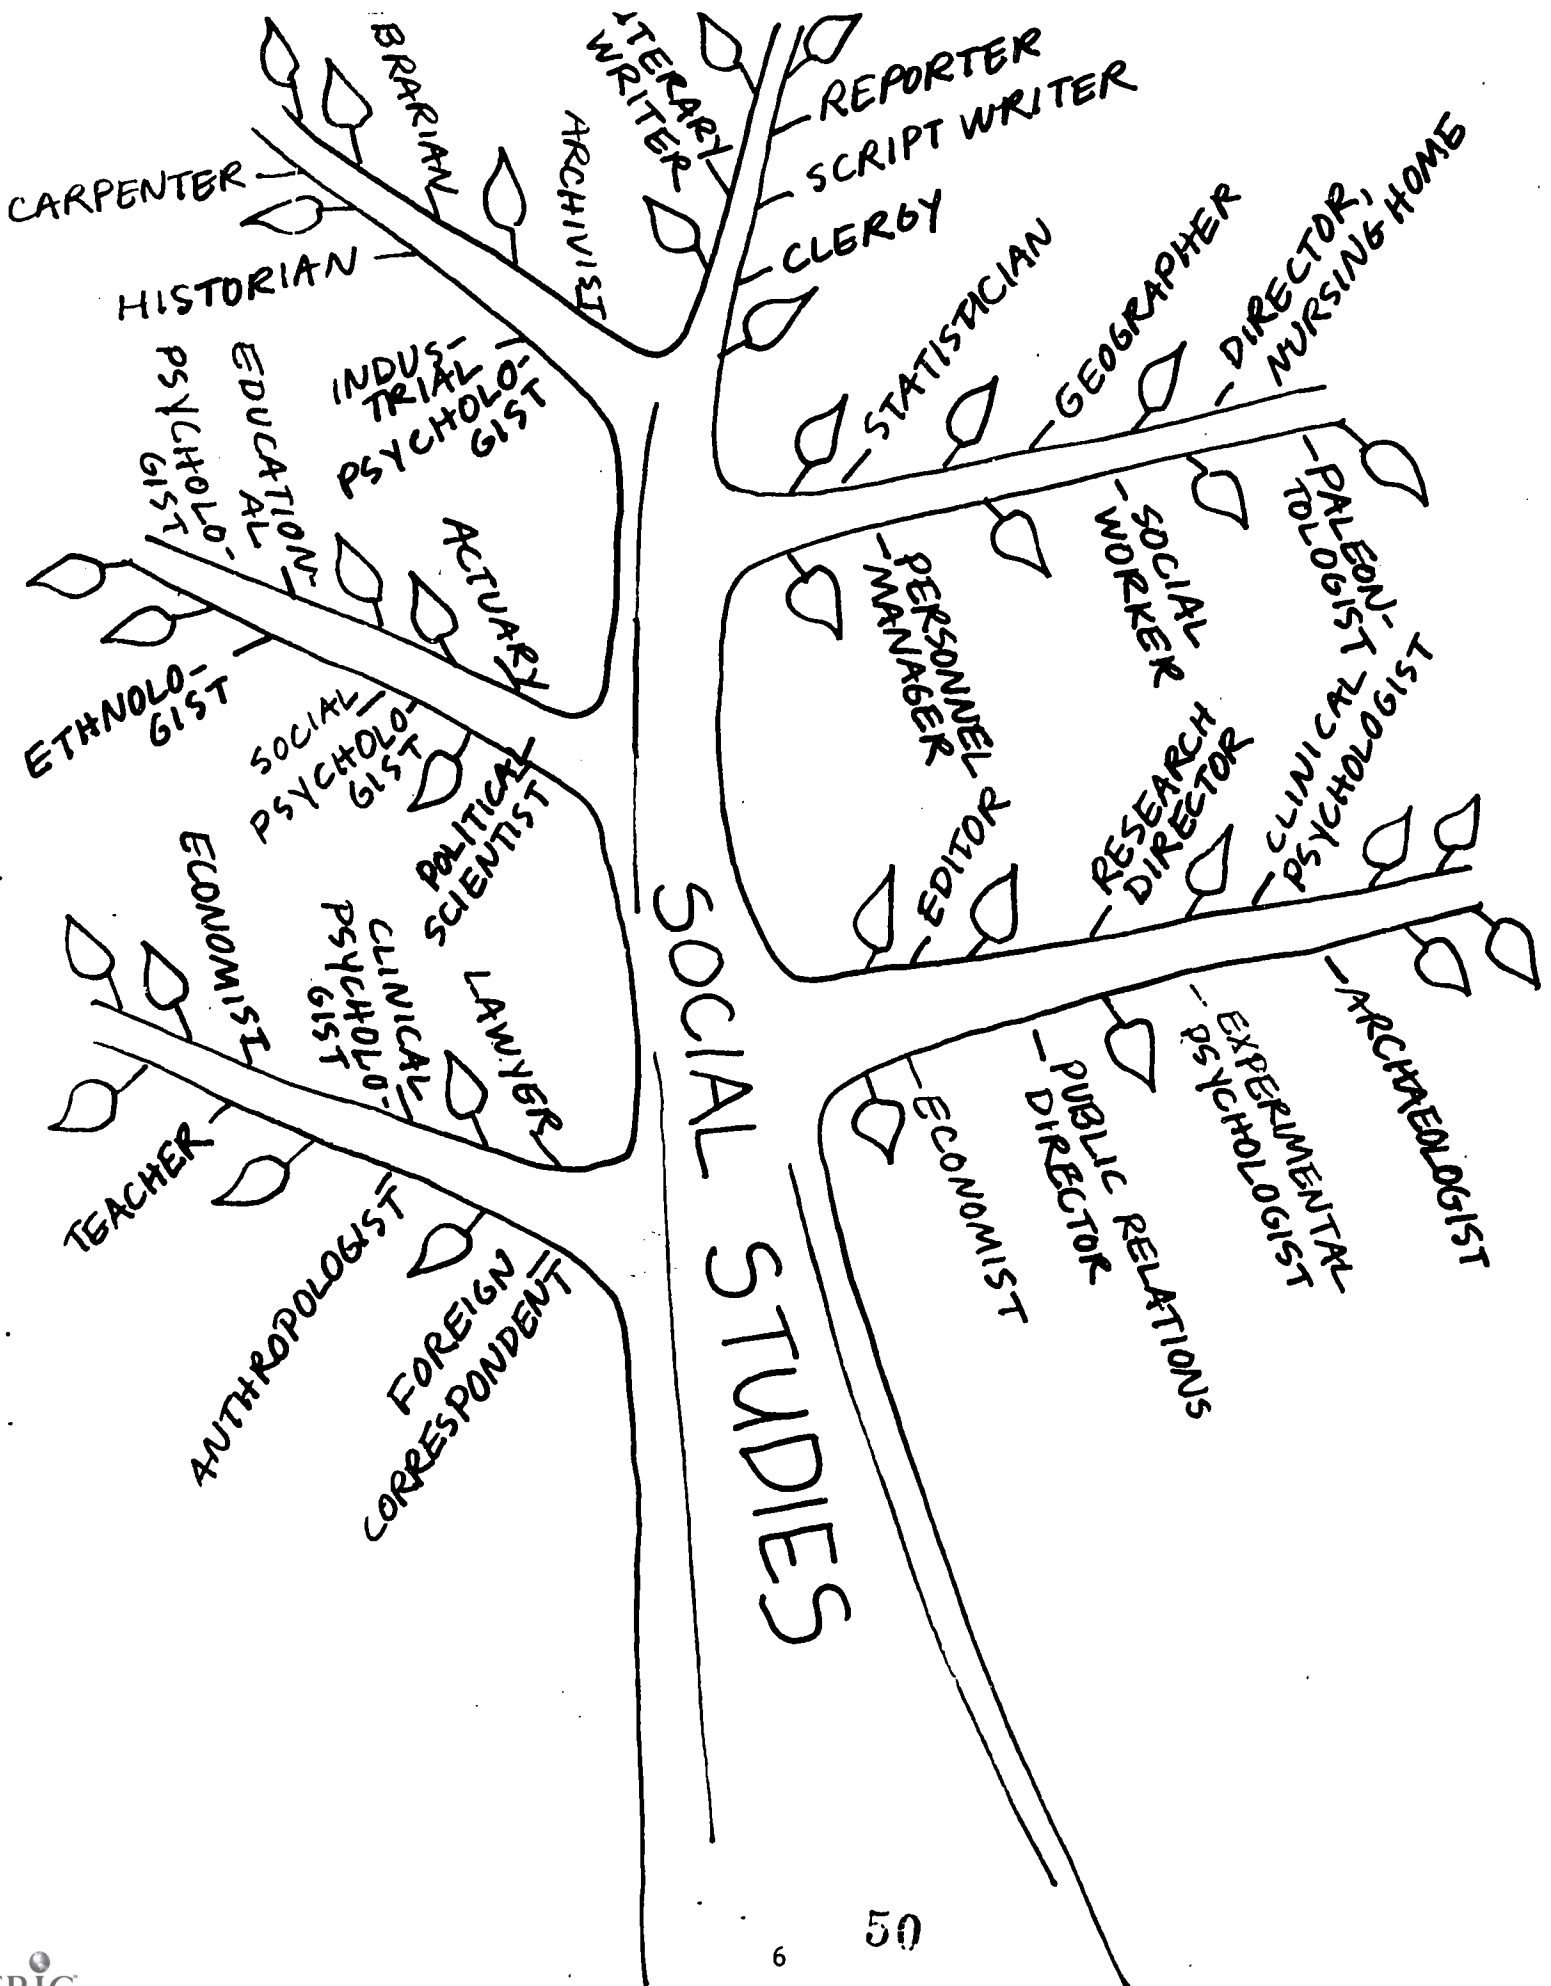 BRARIAN
TERARY
WRITER
REPORTER
SCRIPT WRITER
CLERGY
ARCHIVIST
CARPENTER
HISTORIAN
INDUS-
TRIAL
PSYCHOLO-
GIST
STATISTICIAN
GEOGRAPHER
DIRECTOR,
NURSING HOME
EDUCATION-
AL
PSYCHOLO-
GIST
ACTUARY
PERSONNEL
MANAGER
SOCIAL
WORKER
PALEON-
TOLOGIST
ETHNOLO-
GIST
SOCIAL
PSYCHOLO-
GIST
POLITICAL
SCIENTIST
EDITOR
RESEARCH
DIRECTOR
CLINICAL
PSYCHOLOGIST
ECONOMIST
CLINICAL
PSYCHOLO-
GIST
LAWYER
SOCIAL STUDIES
ECONOMIST
PUBLIC RELATIONS
DIRECTOR
EXPERIMENTAL
PSYCHOLOGIST
ARCHAEOLOGIST
TEACHER
ANTHROPOLOGIST
FOREIGN
CORRESPONDENT
50
6